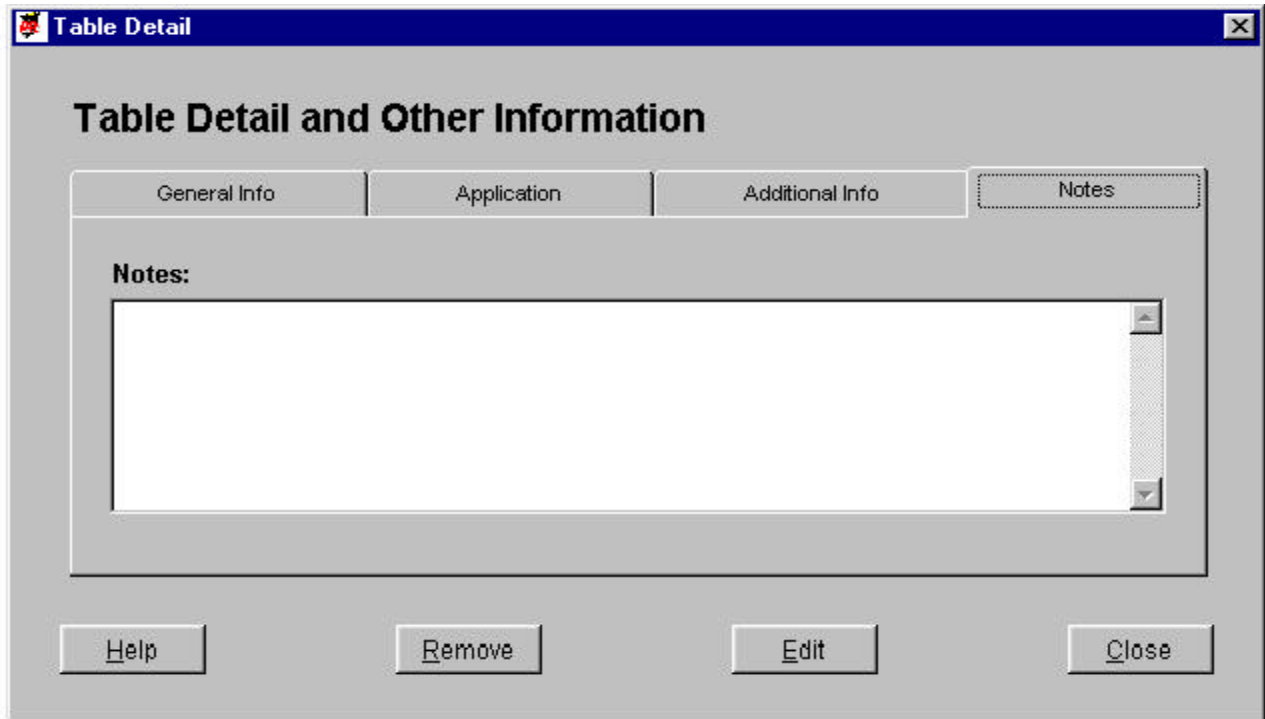 Table Detail
Table Detail and Other Information
General Info Application Additional Info Notes
Notes:
Help Remove Edit Close